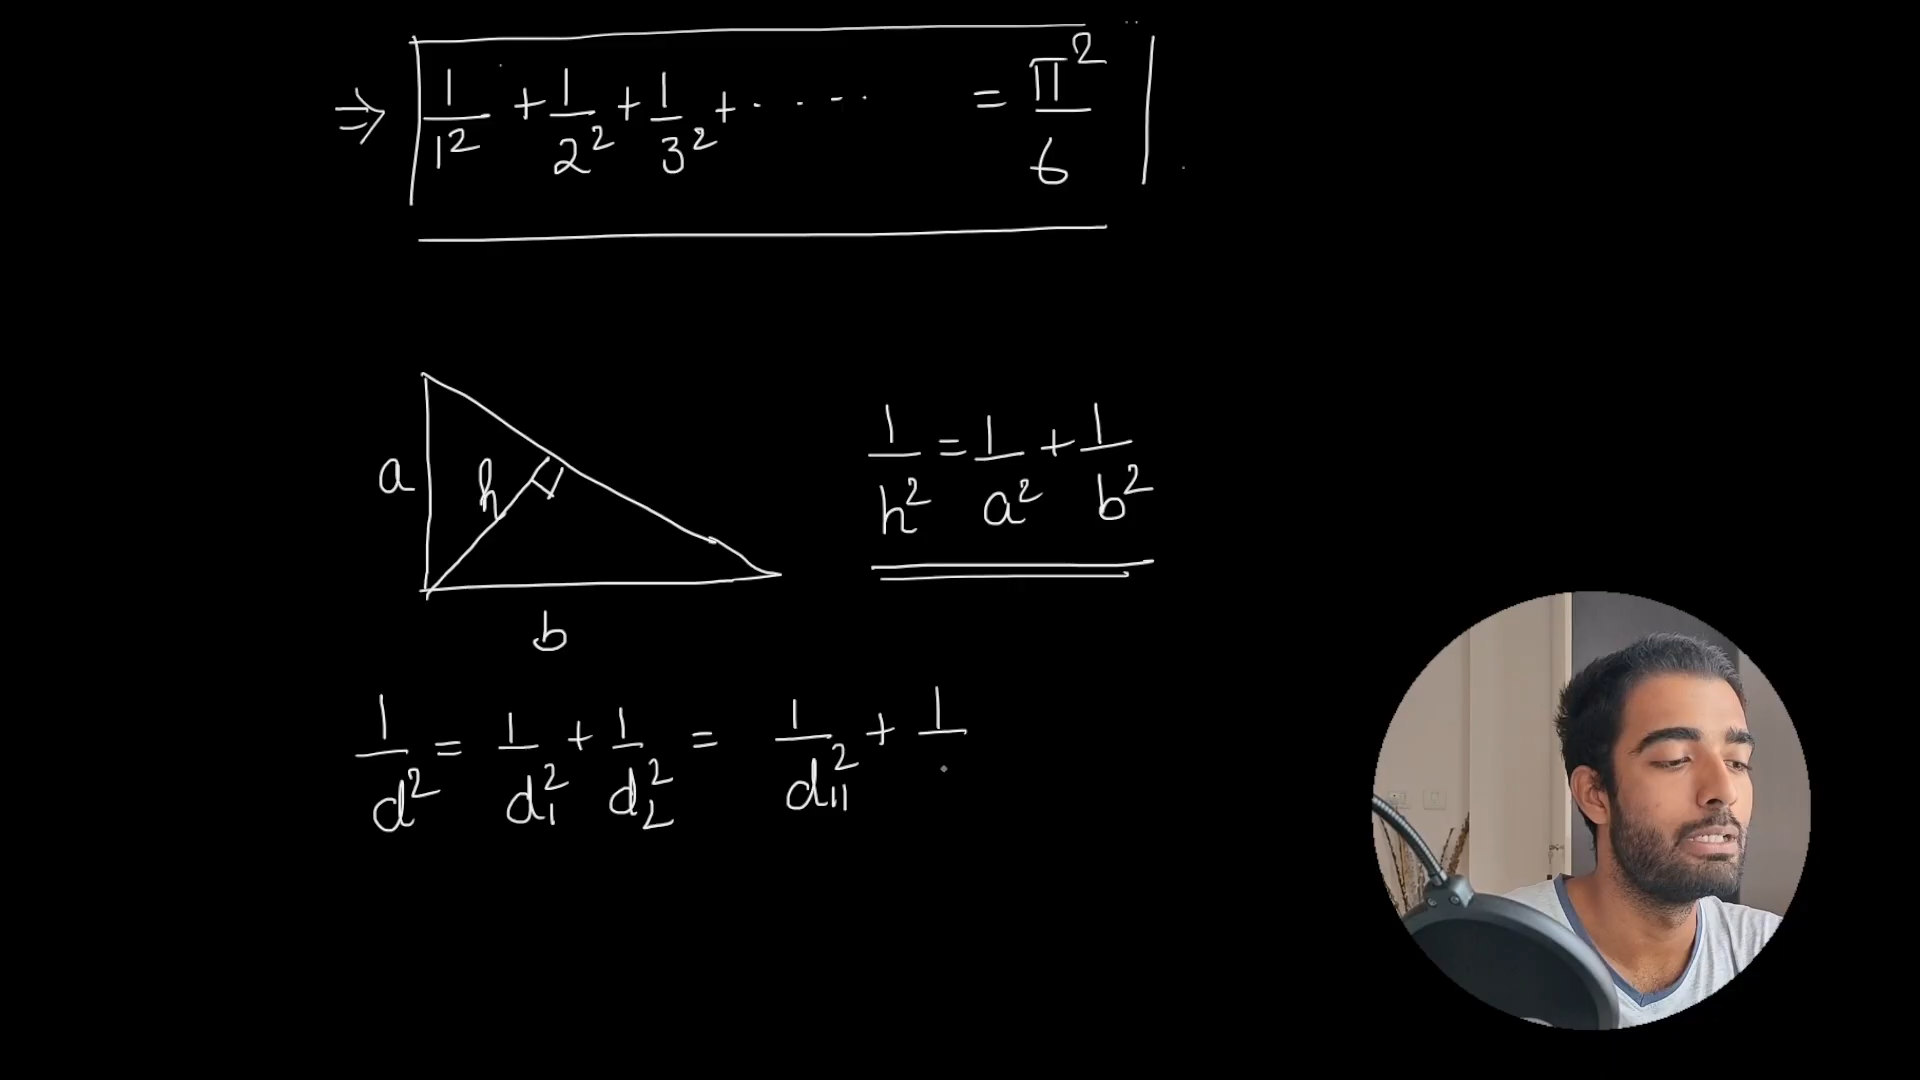 ⇒ 1/1² + 1/2² + 1/3² + ..... = π²/6
a h 1/h² = 1/a² + 1/b²
b
1/d² = 1/d₁² + 1/d₂² = 1/d₁₁² + 1/